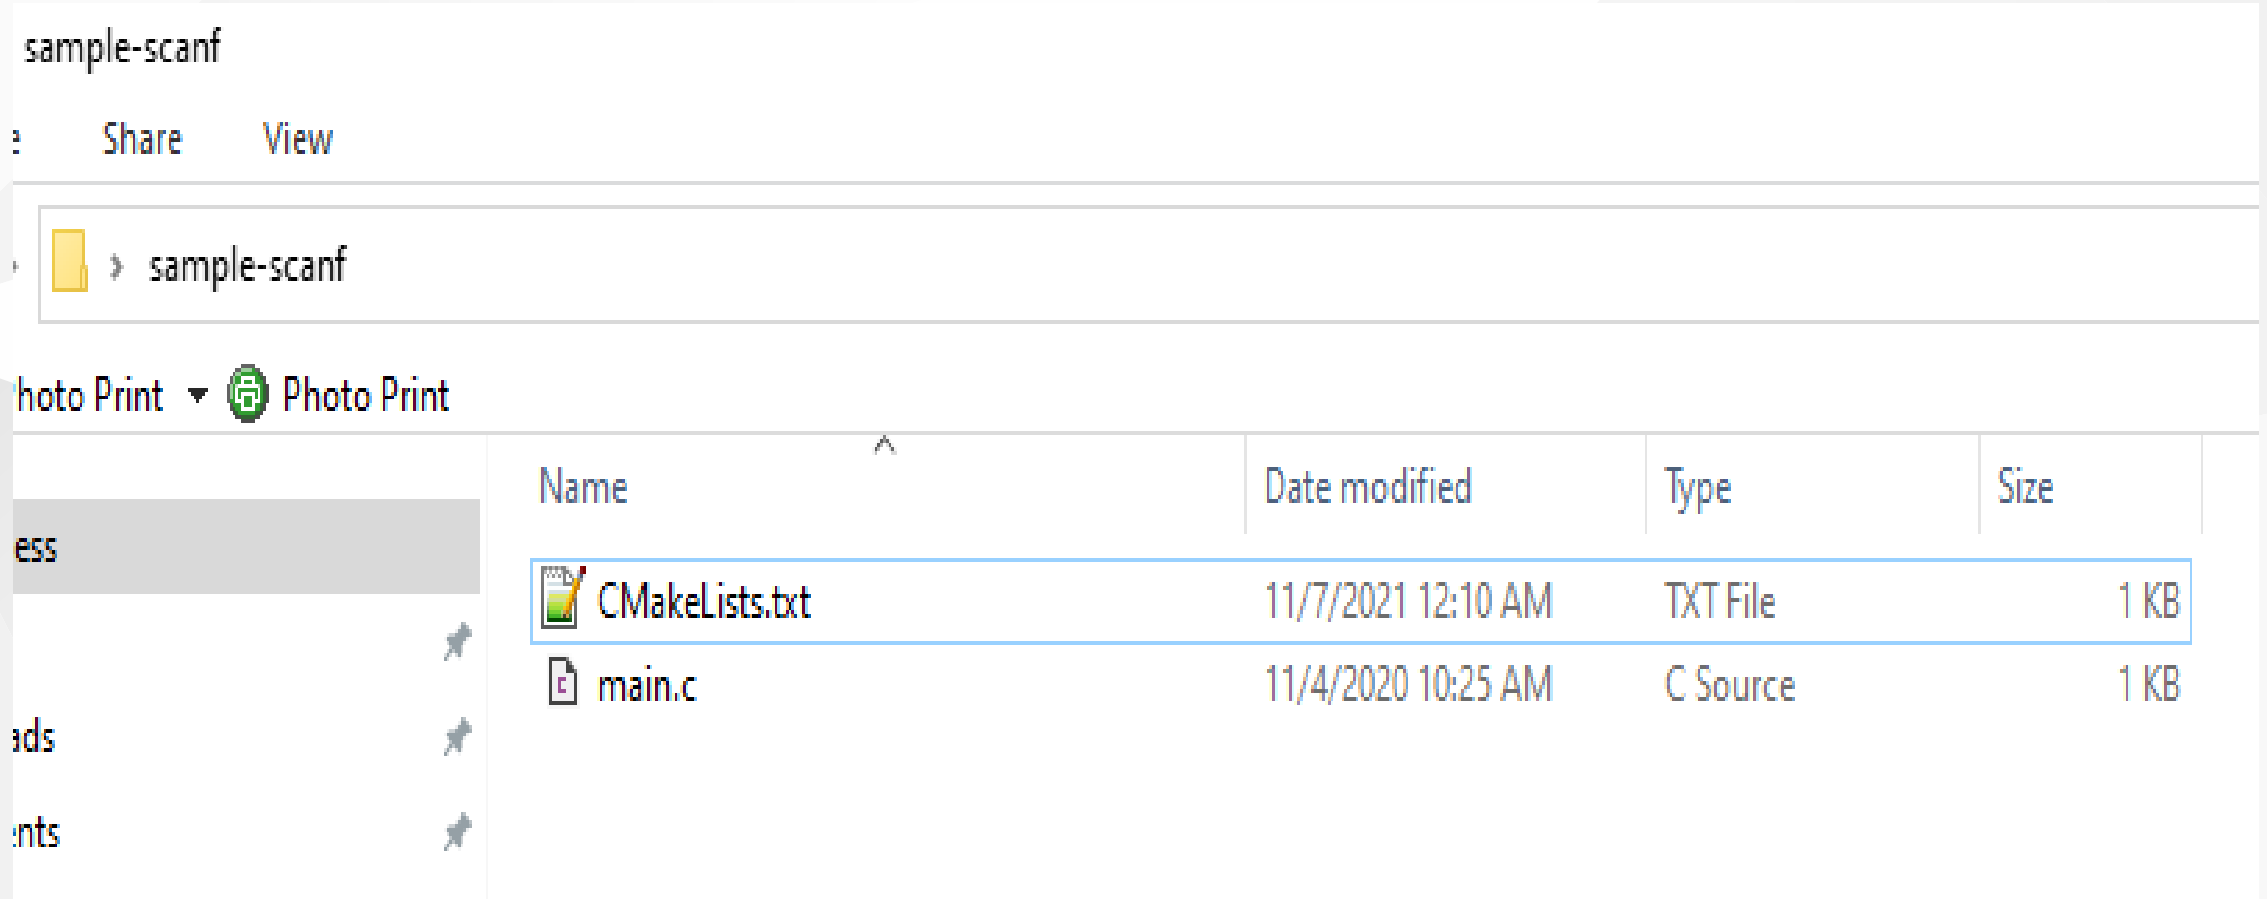 sample-scanf
e Share View
sample-scanf
hoto Print Photo Print
Name Date modified Type Size
ess
CMakeLists.txt 11/7/2021 12:10 AM TXT File 1 KB
main.c 11/4/2020 10:25 AM C Source 1 KB
ads
ents